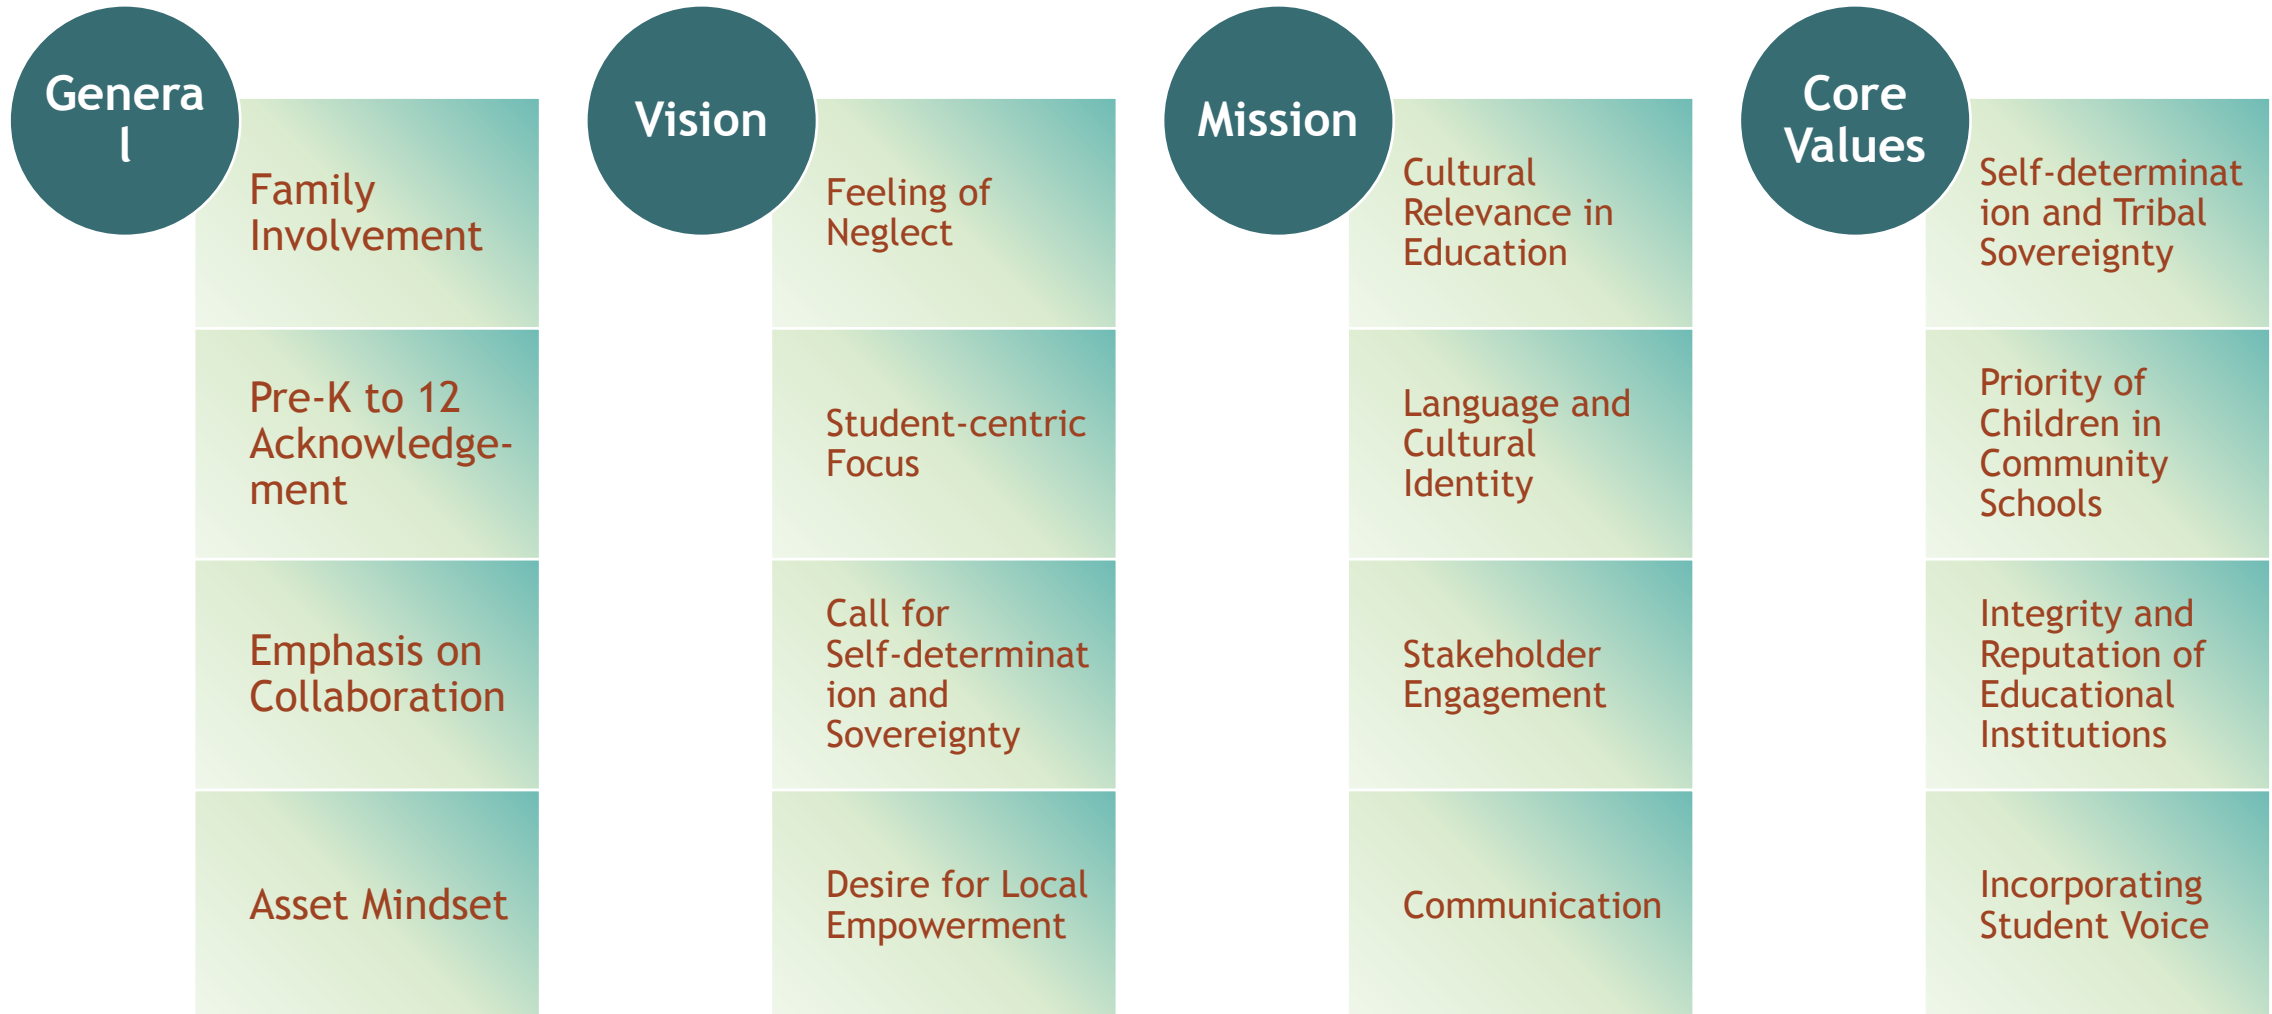 Genera
l
Family
Involvement
Pre-K to 12
Acknowledge-
ment
Emphasis on
Collaboration
Asset Mindset
Vision
Feeling of
Neglect
Student-centric
Focus
Call for
Self-determinat
ion and
Sovereignty
Desire for Local
Empowerment
Mission
Cultural
Relevance in
Education
Language and
Cultural
Identity
Stakeholder
Engagement
Communication
Core
Values
Self-determinat
ion and Tribal
Sovereignty
Priority of
Children in
Community
Schools
Integrity and
Reputation of
Educational
Institutions
Incorporating
Student Voice